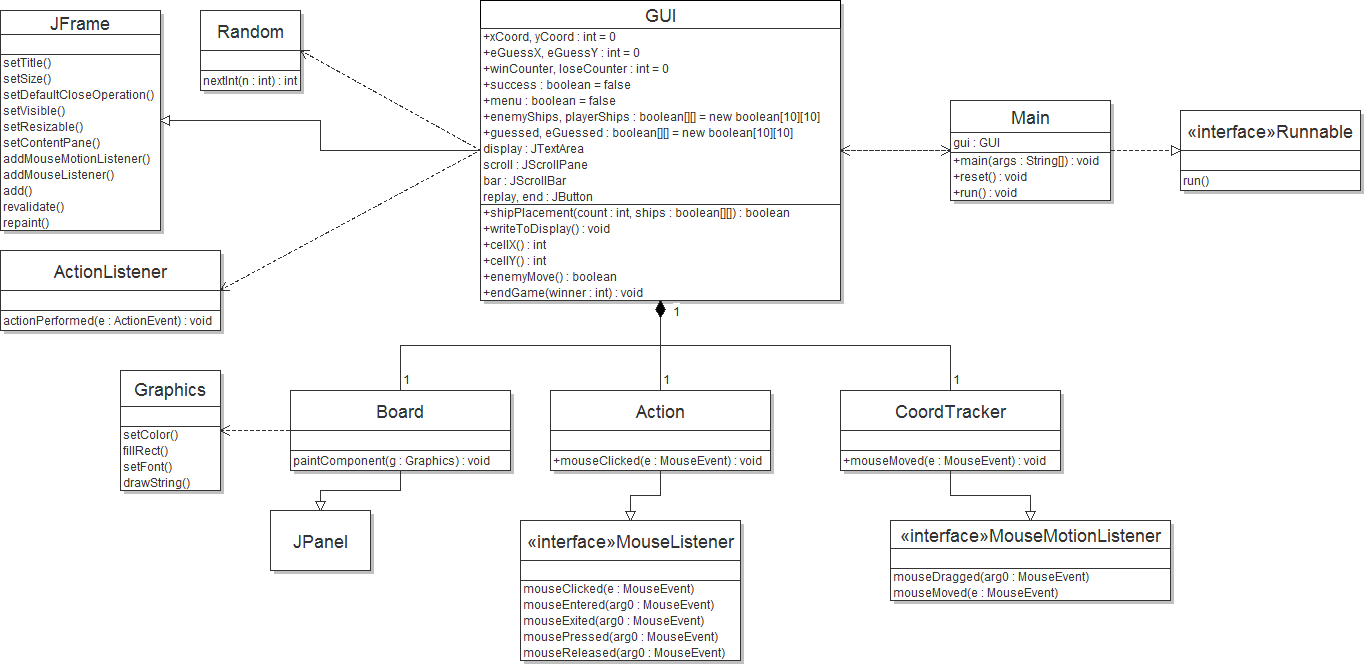 JFrame
setTitle()
setSize()
setDefaultCloseOperation()
setVisible()
setResizable()
setContentPane()
addMouseMotionListener()
addMouseListener()
add()
revalidate()
repaint()
Random
nextInt(n : int) : int
GUI
+xCoord, yCoord : int = 0
+eGuessX, eGuessY : int = 0
+winCounter, loseCounter : int = 0
+success : boolean = false
+menu : boolean = false
+enemyShips, playerShips : boolean[][] = new boolean[10][10]
+guessed, eGuessed : boolean[][] = new boolean[10][10]
display : JTextArea
scroll : JScrollPane
bar : JScrollBar
replay, end : JButton
+shipPlacement(count : int, ships : boolean[][]) : boolean
+writeToDisplay() : void
+cellX() : int
+cellY() : int
+enemyMove() : boolean
+endGame(winner : int) : void
Main
gui : GUI
+main(args : String[]) : void
+reset() : void
+run() : void
«interface»Runnable
run()
ActionListener
actionPerformed(e : ActionEvent) : void
1
1
1
1
Graphics
setColor()
fillRect()
setFont()
drawString()
Board
paintComponent(g : Graphics) : void
Action
+mouseClicked(e : MouseEvent) : void
CoordTracker
+mouseMoved(e : MouseEvent) : void
JPanel
«interface»MouseListener
mouseClicked(e : MouseEvent)
mouseEntered(arg0 : MouseEvent)
mouseExited(arg0 : MouseEvent)
mousePressed(arg0 : MouseEvent)
mouseReleased(arg0 : MouseEvent)
«interface»MouseMotionListener
mouseDragged(arg0 : MouseEvent)
mouseMoved(e : MouseEvent)